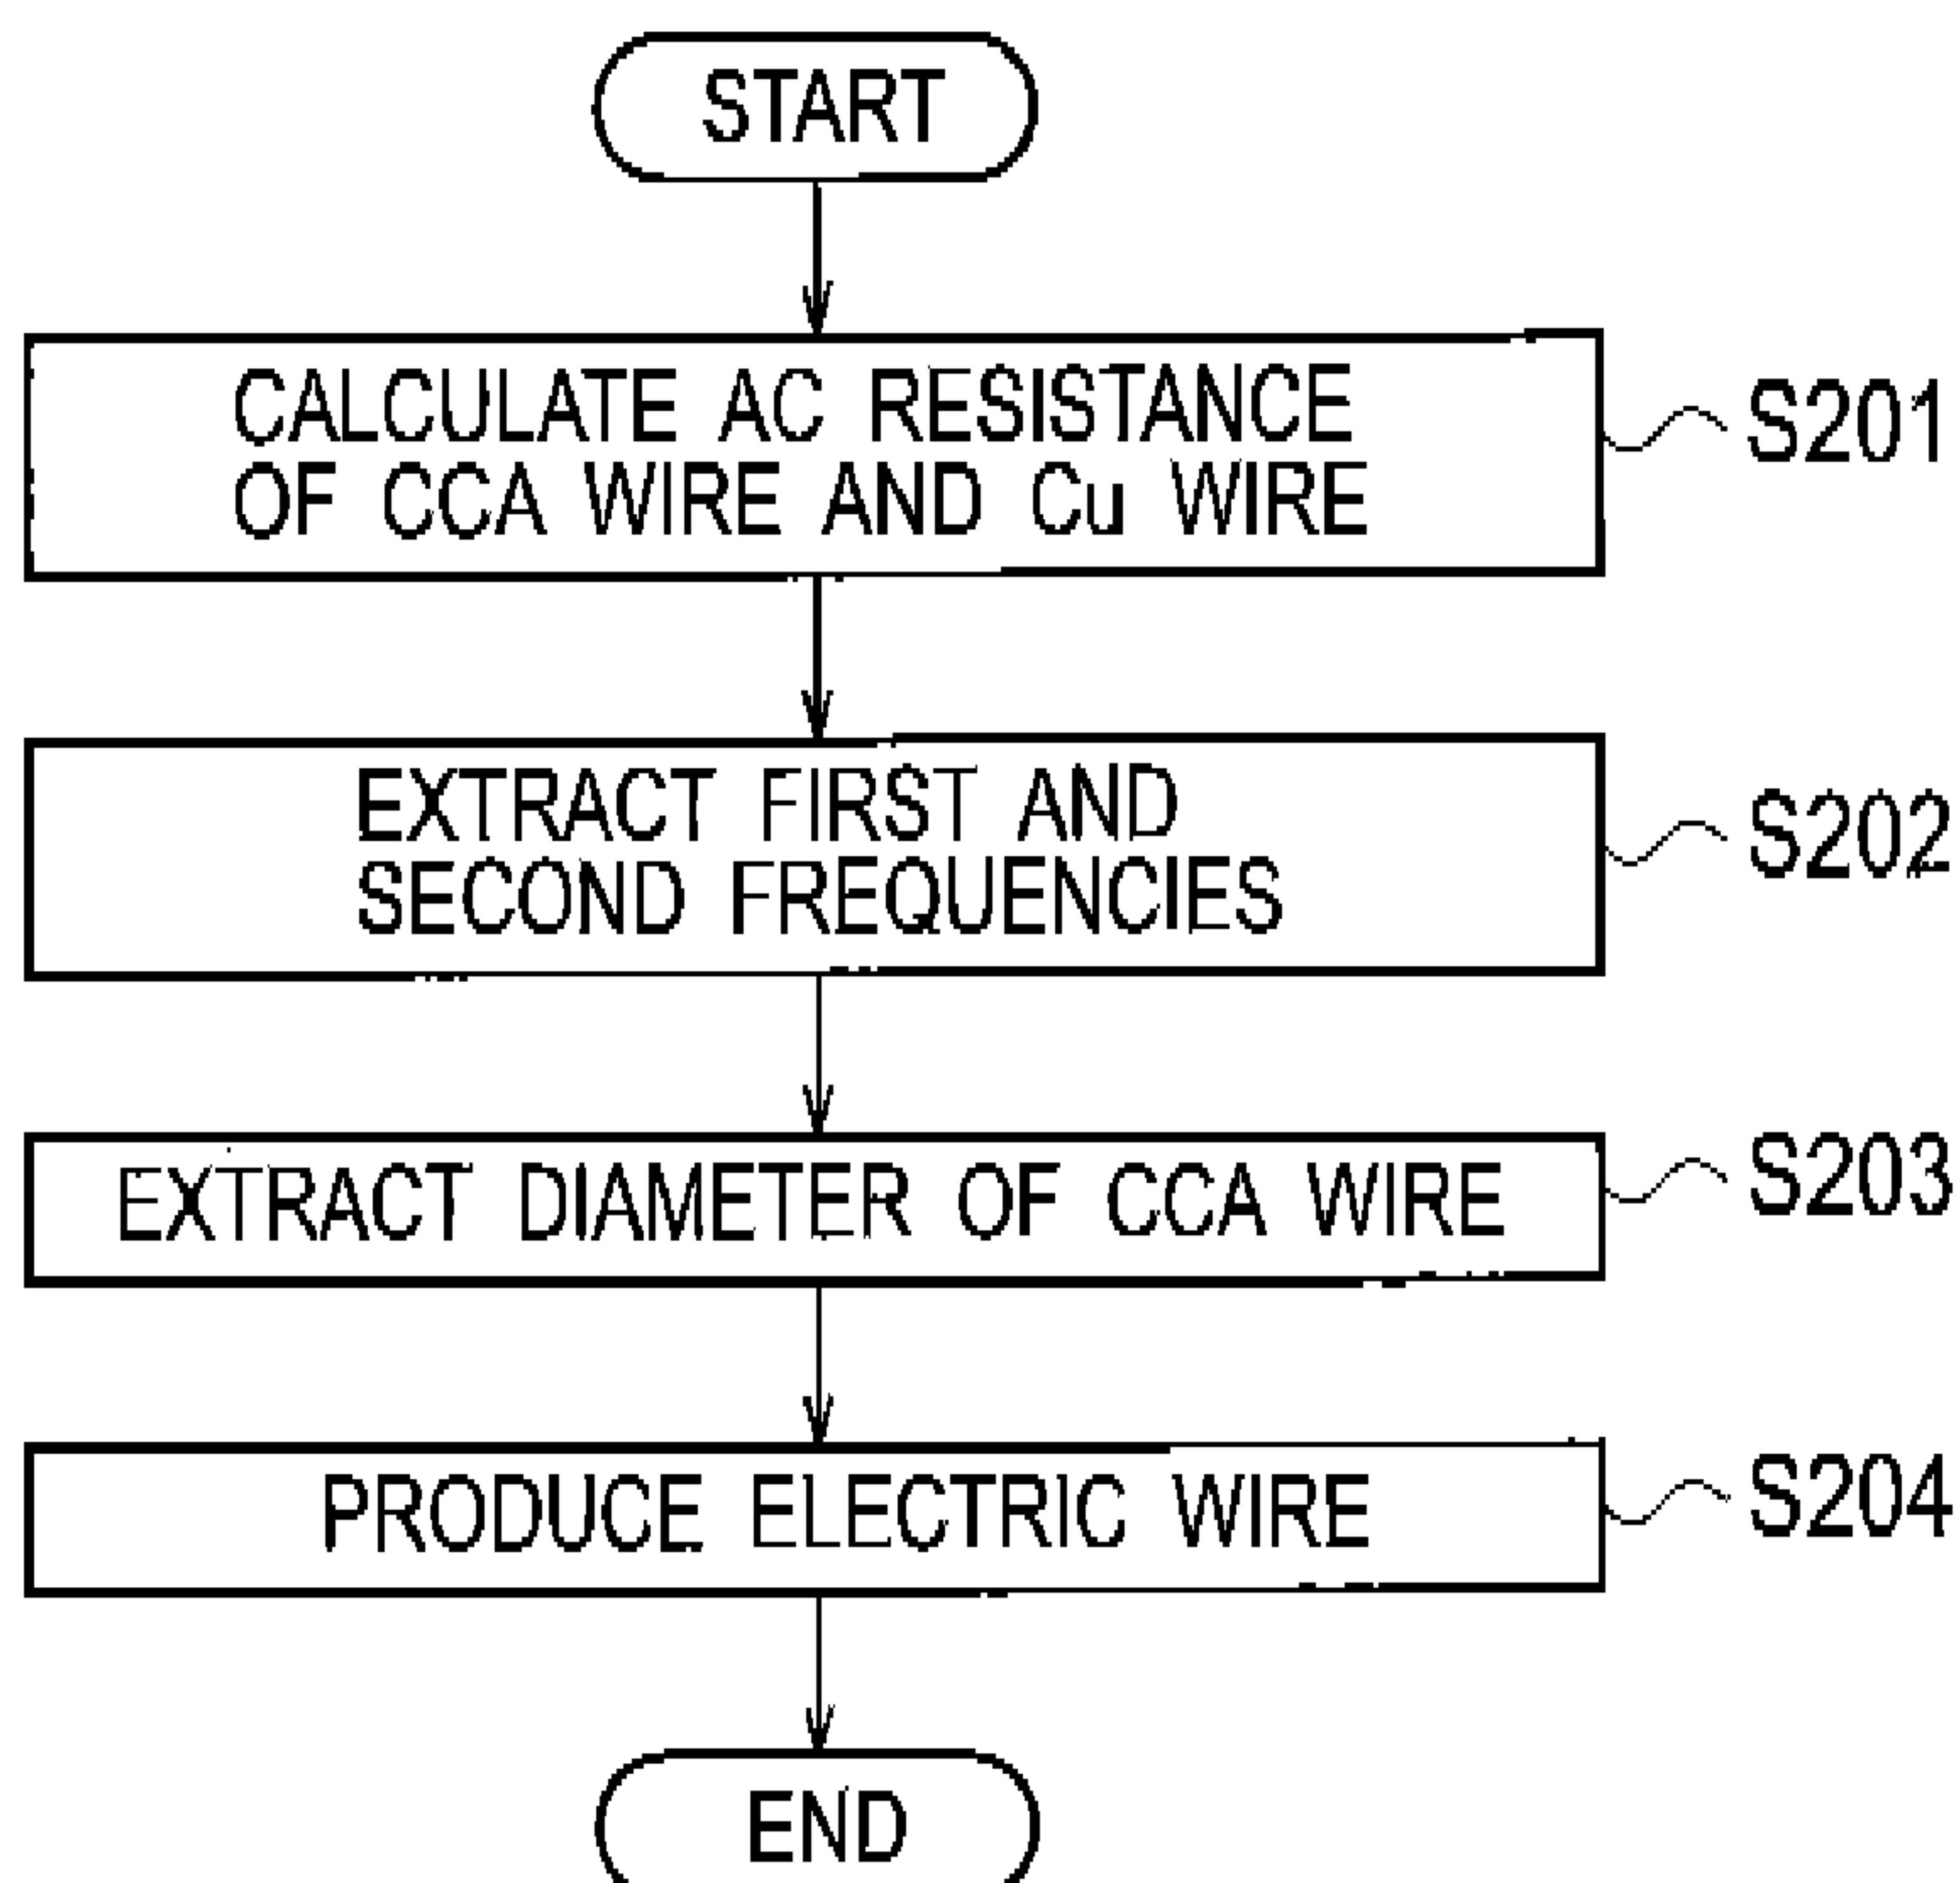 START
CALCULATE AC RESISTANCE
OF CCA WIRE AND Cu WIRE
S201
EXTRACT FIRST AND
SECOND FREQUENCIES
S202
EXTRACT DIAMETER OF CCA WIRE
S203
PRODUCE ELECTRIC WIRE
S204
END